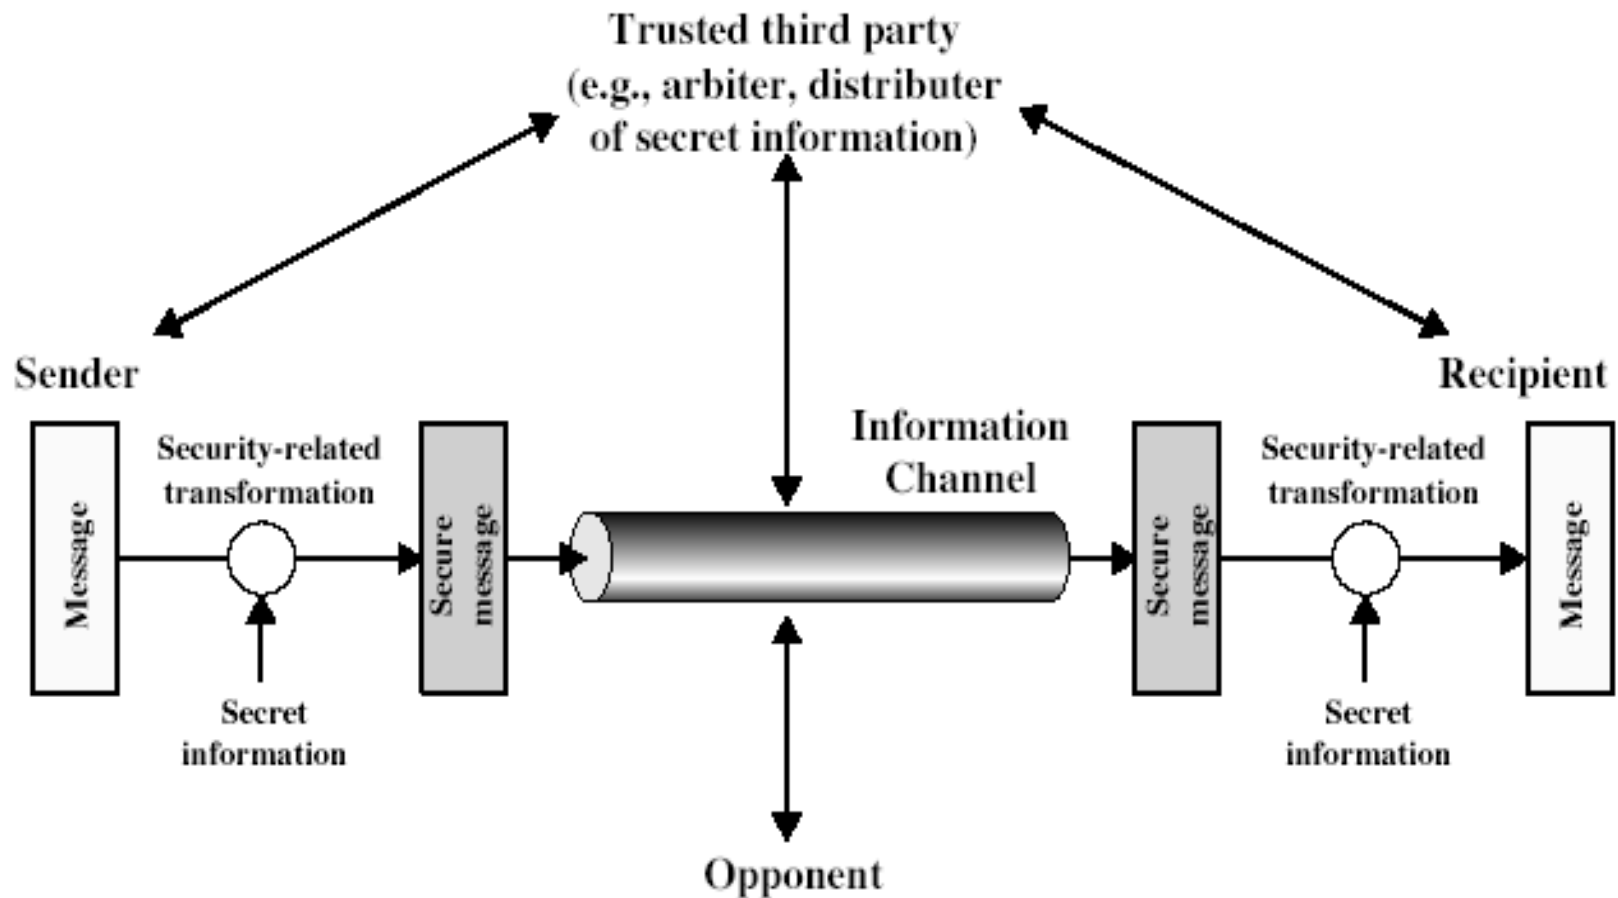 Trusted third party
(e.g., arbiter, distributer
of secret information)
Sender
Recipient
Information
Channel
Security-related
transformation
Security-related
transformation
Message
Secure
message
Secure
message
Message
Secret
information
Secret
information
Opponent